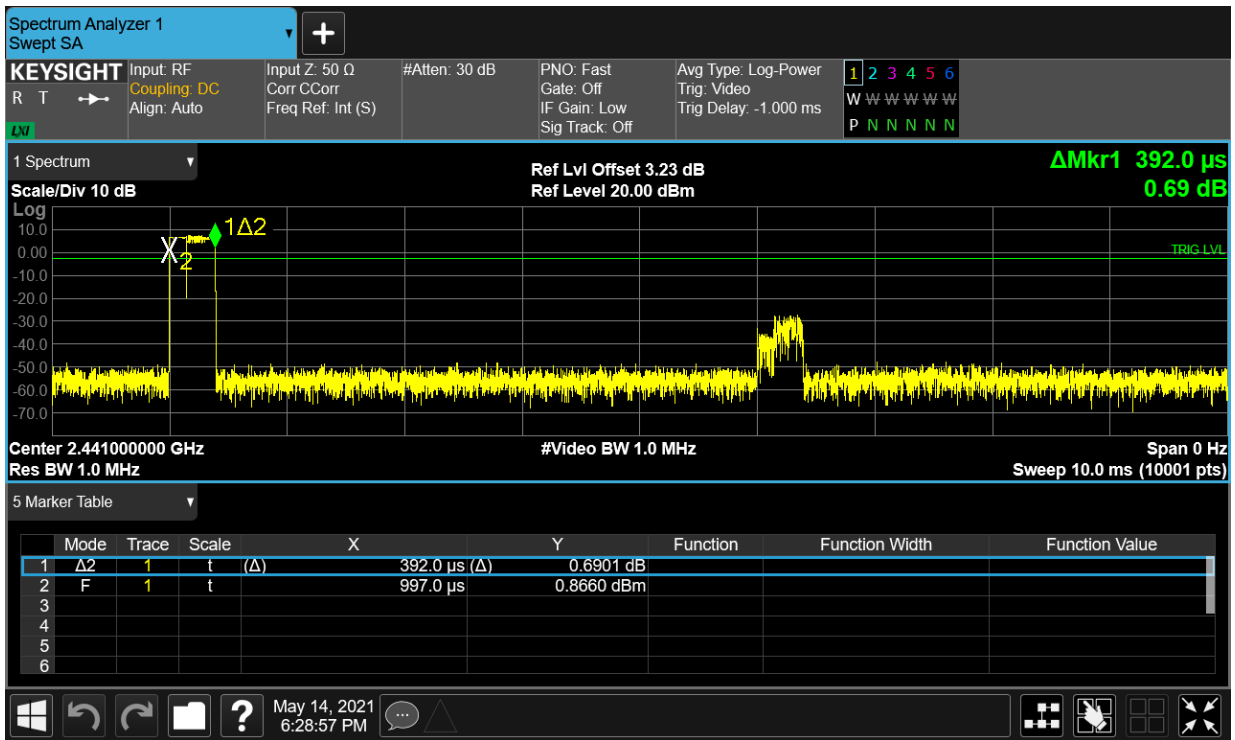 Spectrum Analyzer 1
Swept SA
KEYSIGHT
R T
LXI
Input: RF
Coupling: DC
Align: Auto
Input Z: 50 Ω
Corr CCorr
Freq Ref: Int (S)
#Atten: 30 dB
PNO: Fast
Gate: Off
IF Gain: Low
Sig Track: Off
Avg Type: Log-Power
Trig: Video
Trig Delay: -1.000 ms
1 2 3 4 5 6
W W W W W W
P N N N N N
1 Spectrum
Scale/Div 10 dB
Ref Lvl Offset 3.23 dB
Ref Level 20.00 dBm
ΔMkr1 392.0 µs
0.69 dB
Log
10.0
0.00
-10.0
-20.0
-30.0
-40.0
-50.0
-60.0
-70.0
1Δ2
X
2
TRIG LVL
Center 2.441000000 GHz
#Video BW 1.0 MHz
Span 0 Hz
Res BW 1.0 MHz
Sweep 10.0 ms (10001 pts)
5 Marker Table
Mode Trace Scale X Y Function Function Width Function Value
1 Δ2 1 t (Δ) 392.0 µs (Δ) 0.6901 dB
2 F 1 t 997.0 µs 0.8660 dBm
3
4
5
6
?
May 14, 2021
6:28:57 PM